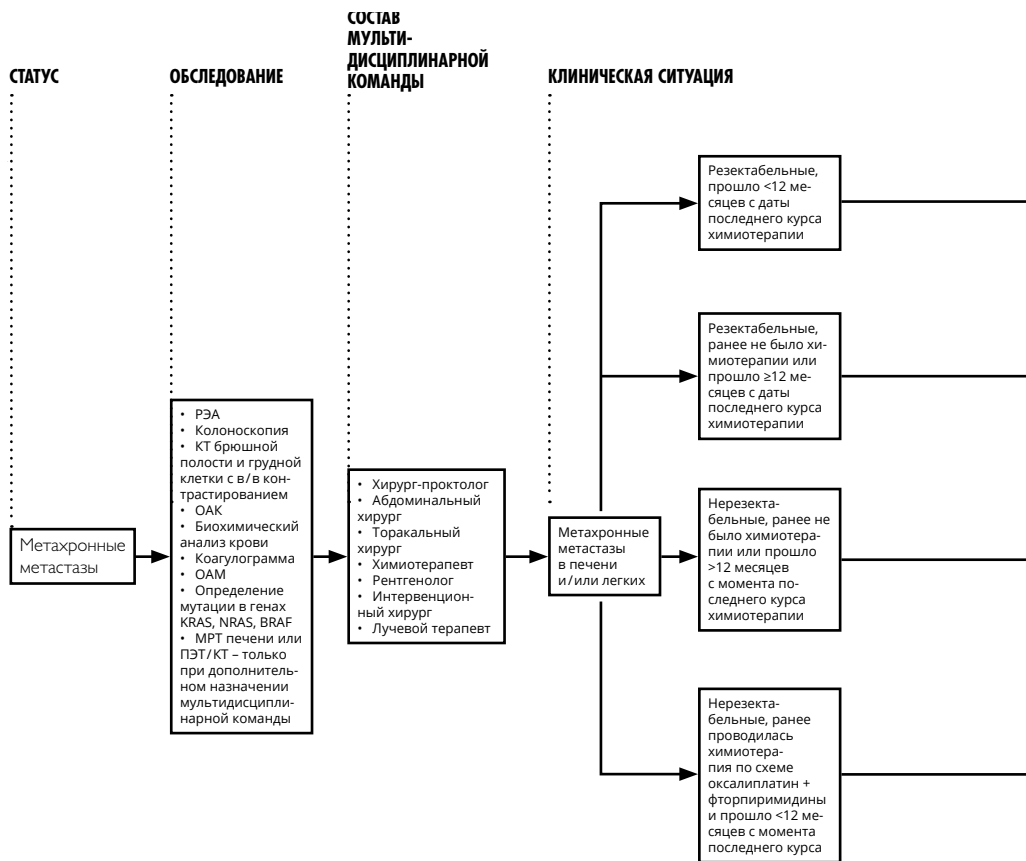 СОСТАВ
МУЛЬТИ-
ДИСЦИПЛИНАРНОЙ
КОМАНДЫ
СТАТУС
ОБСЛЕДОВАНИЕ
КЛИНИЧЕСКАЯ СИТУАЦИЯ
Метахронные
метастазы
• РЭА
• Колоноскопия
• КТ брюшной
полости и грудной
клетки с в/в кон-
трастированием
• ОАК
• Биохимический
анализ крови
• Коагулограмма
• ОАМ
• Определение
мутации в генах
KRAS, NRAS, BRAF
• МРТ печени или
ПЭТ/КТ – только
при дополнитель-
ном назначении
мультидисципли-
нарной команды
• Хирург-проктолог
• Абдоминальный
хирург
• Торакальный
хирург
• Химиотерапевт
• Рентгенолог
• Интервенцион-
ный хирург
• Лучевой терапевт
Метахронные
метастазы
в печени
и/или легких
Резектабельные,
прошло <12 ме-
сяцев с даты
последнего курса
химиотерапии
Резектабельные,
ранее не было хи-
миотерапии или
прошло ≥12 ме-
сяцев с даты
последнего курса
химиотерапии
Нерезекта-
бельные, ранее не
было химиотера-
пии или прошло
>12 месяцев
с момента по-
следнего курса
химиотерапии
Нерезекта-
бельные, ранее
проводилась
химиотера-
пия по схеме
оксалиплатин +
фторпиримидины
и прошло <12 ме-
сяцев с момента
последнего курса